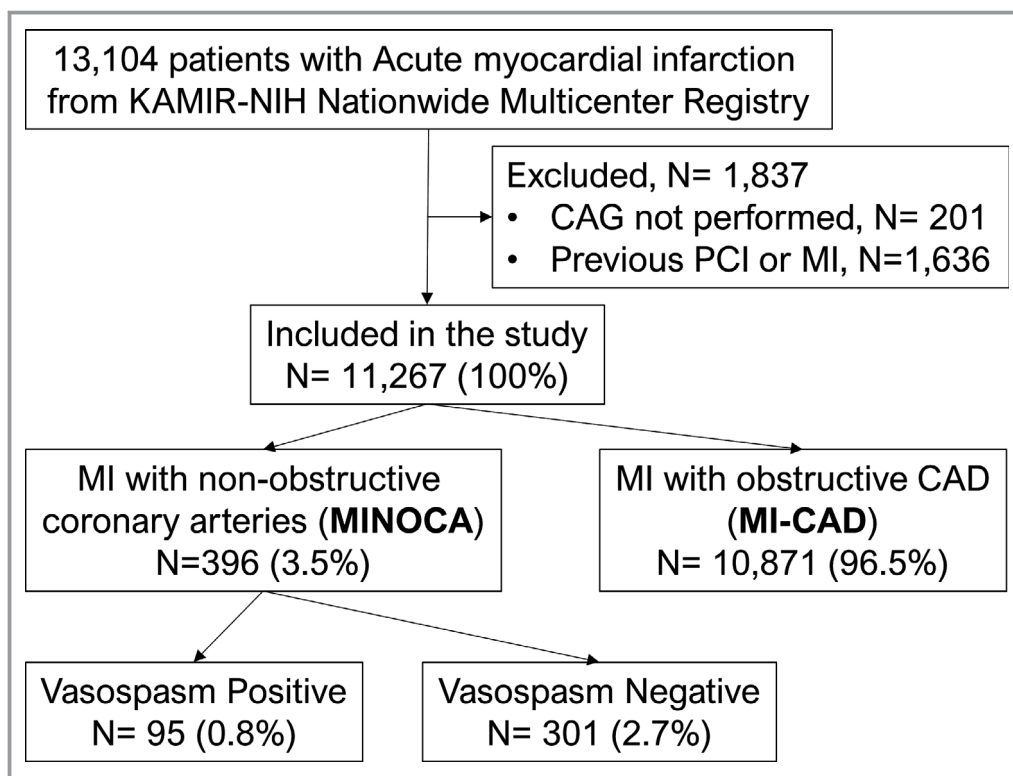 13,104 patients with Acute myocardial infarction
from KAMIR-NIH Nationwide Multicenter Registry
Excluded, N= 1,837
• CAG not performed, N= 201
• Previous PCI or MI, N=1,636
Included in the study
N= 11,267 (100%)
MI with non-obstructive
coronary arteries (MINOCA)
N=396 (3.5%)
MI with obstructive CAD
(MI-CAD)
N= 10,871 (96.5%)
Vasospasm Positive
N= 95 (0.8%)
Vasospasm Negative
N= 301 (2.7%)